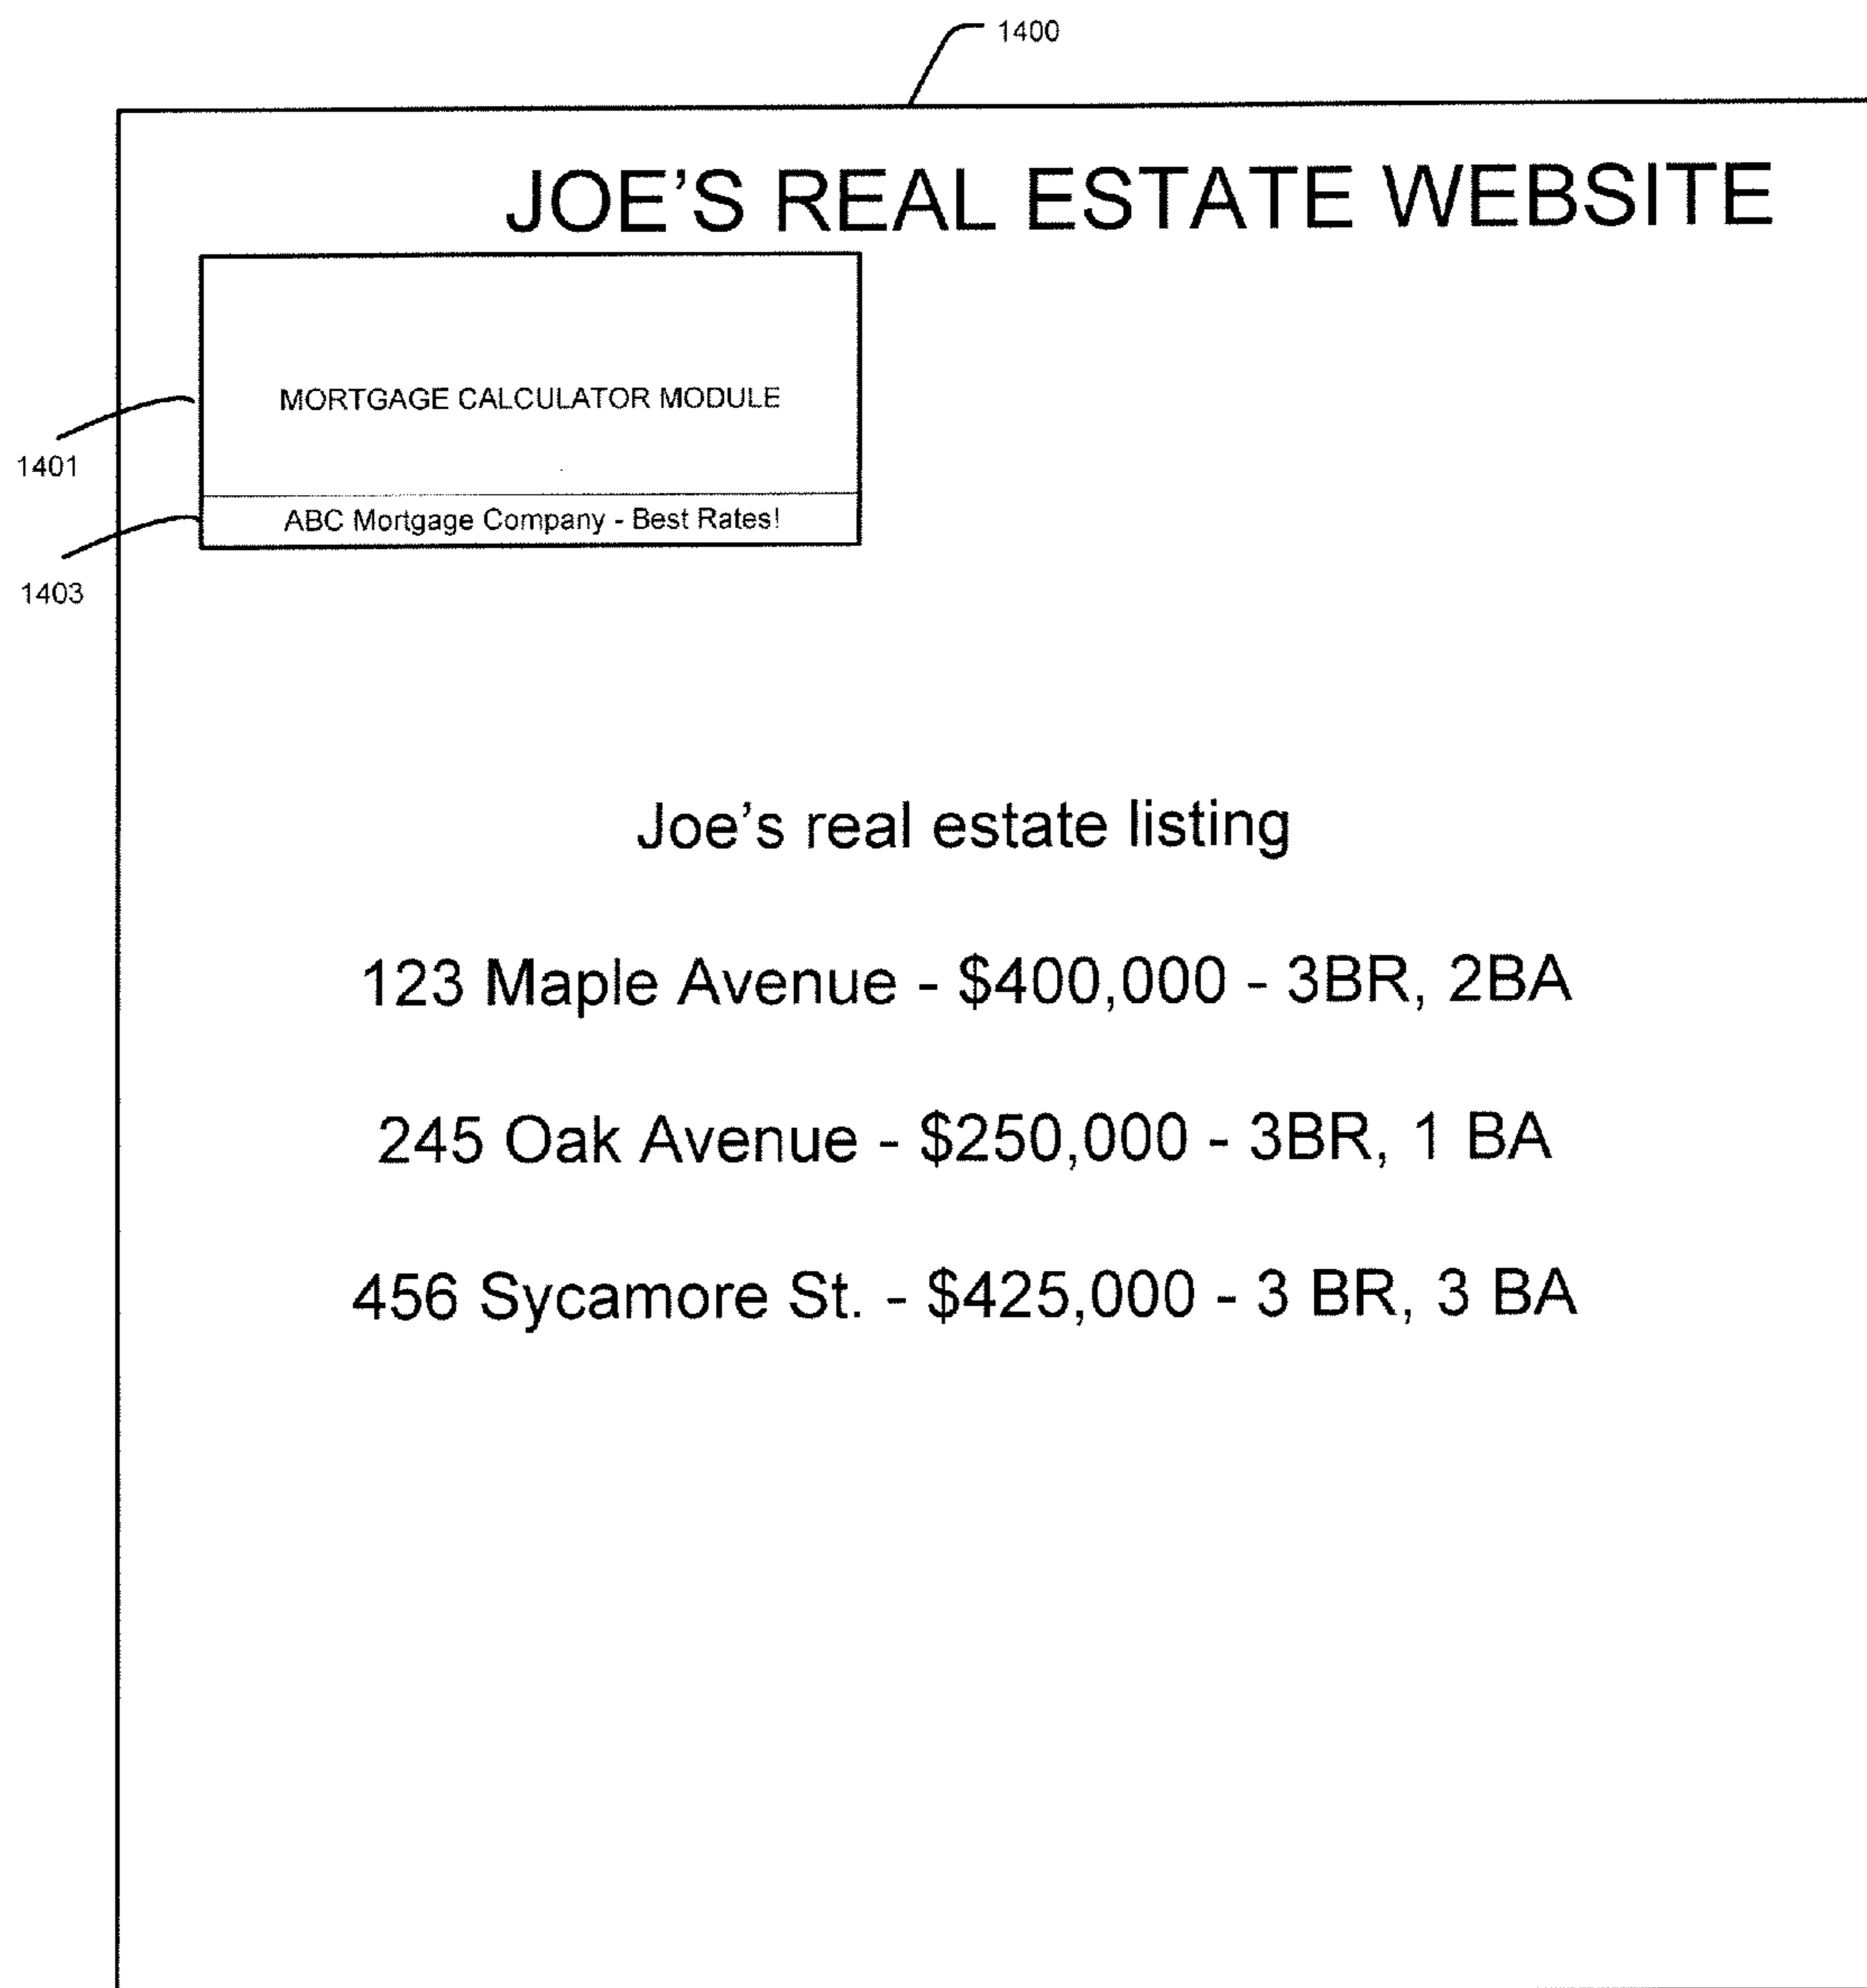 1400
JOE'S REAL ESTATE WEBSITE
MORTGAGE CALCULATOR MODULE
1401
ABC Mortgage Company - Best Rates!
1403
Joe's real estate listing
123 Maple Avenue - $400,000 - 3BR, 2BA
245 Oak Avenue - $250,000 - 3BR, 1 BA
456 Sycamore St. - $425,000 - 3 BR, 3 BA